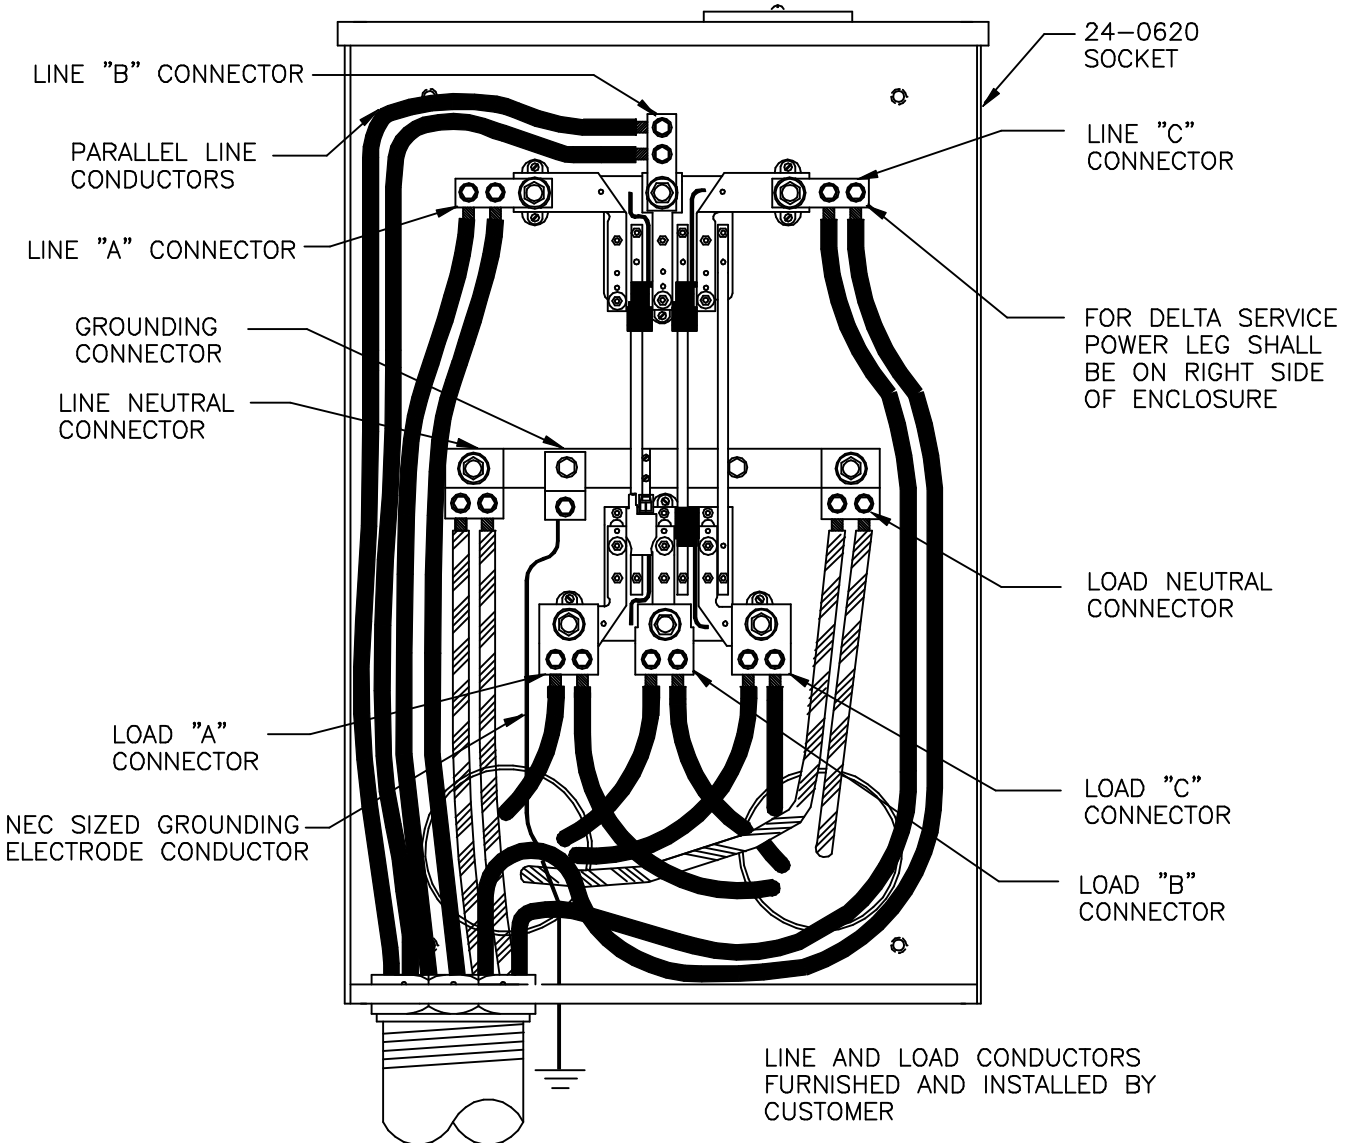 24-0620
SOCKET
LINE "B" CONNECTOR
PARALLEL LINE
CONDUCTORS
LINE "C"
CONNECTOR
LINE "A" CONNECTOR
GROUNDING
CONNECTOR
FOR DELTA SERVICE
POWER LEG SHALL
BE ON RIGHT SIDE
OF ENCLOSURE
LINE NEUTRAL
CONNECTOR
LOAD NEUTRAL
CONNECTOR
LOAD "A"
CONNECTOR
LOAD "C"
CONNECTOR
NEC SIZED GROUNDING
ELECTRODE CONDUCTOR
LOAD "B"
CONNECTOR
LINE AND LOAD CONDUCTORS
FURNISHED AND INSTALLED BY
CUSTOMER